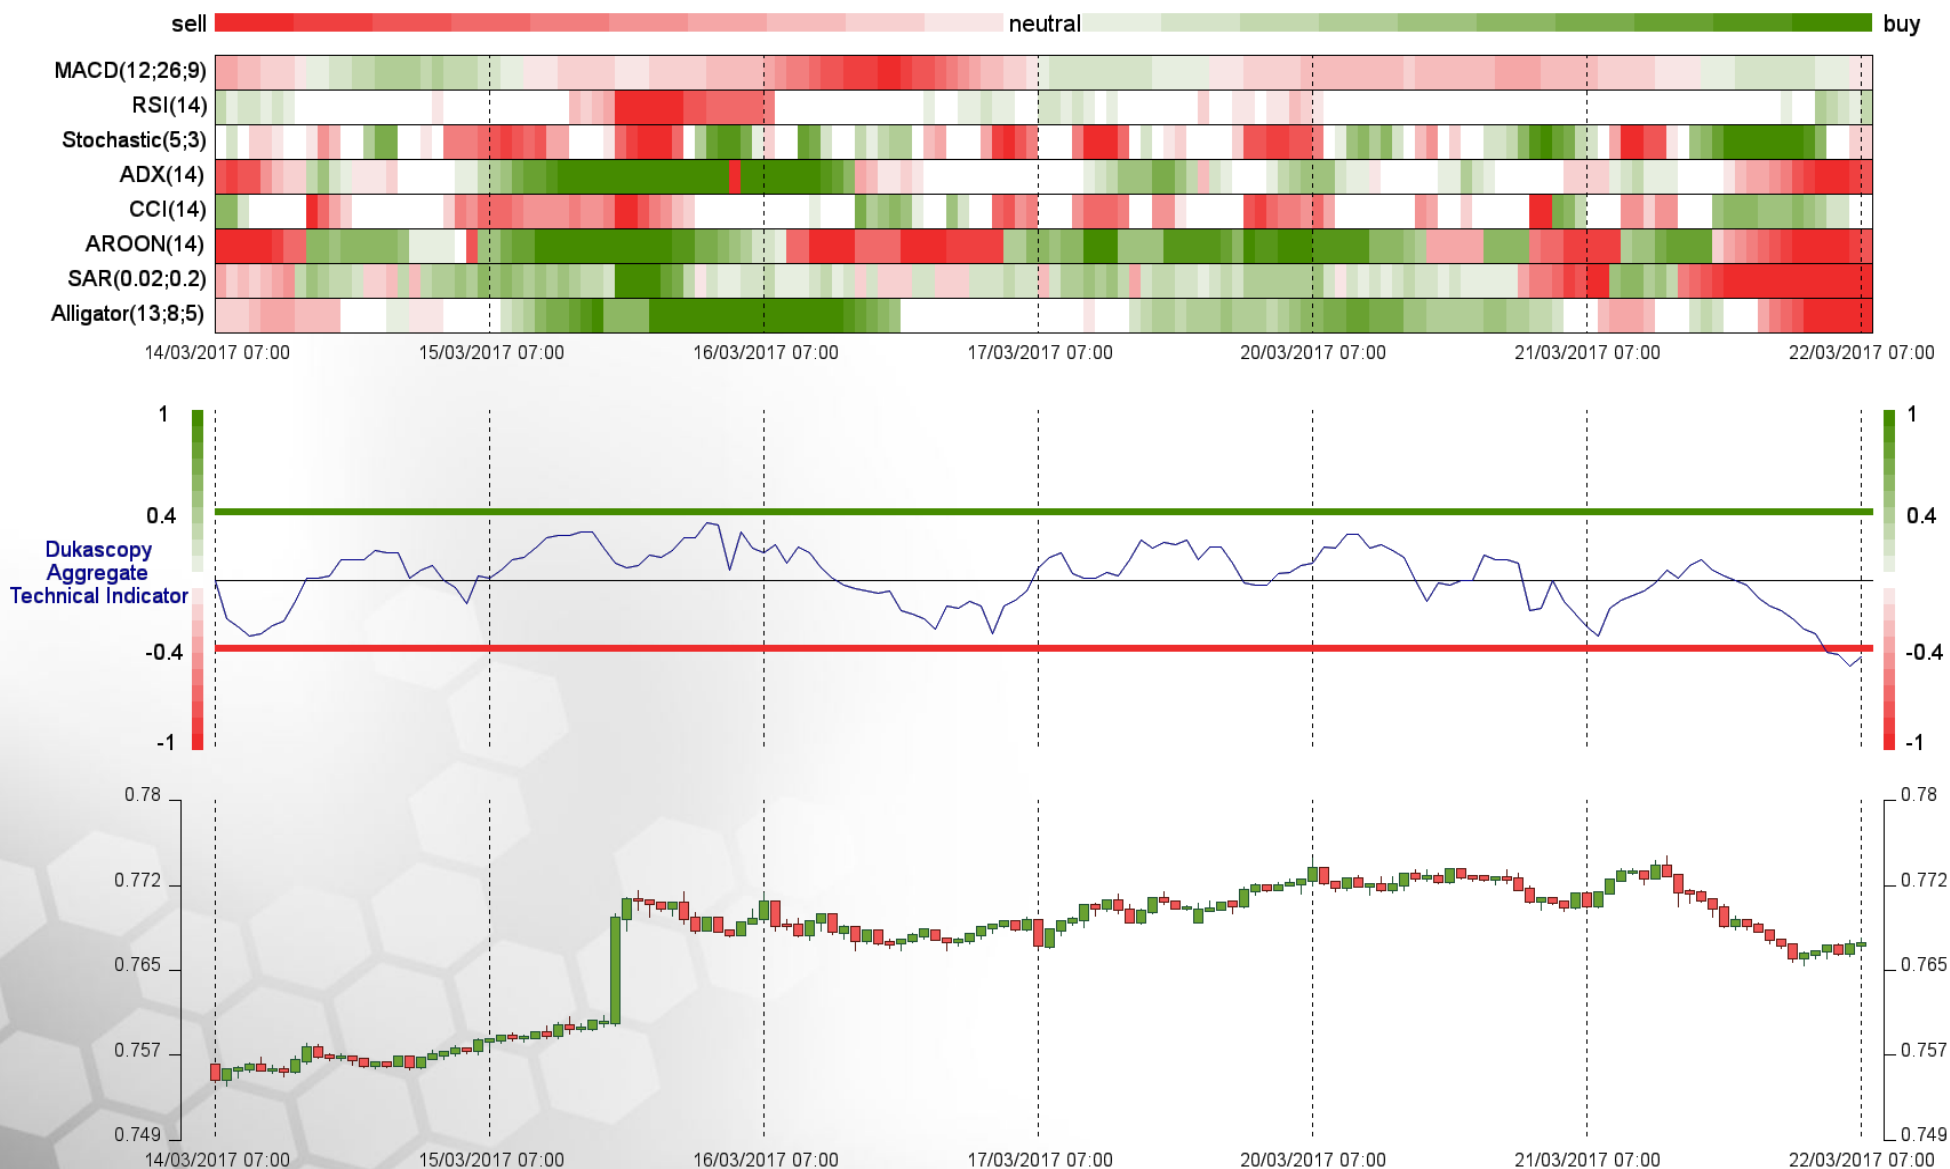 sell neutral buy
MACD(12;26;9)
RSI(14)
Stochastic(5;3)
ADX(14)
CCI(14)
AROON(14)
SAR(0.02;0.2)
Alligator(13;8;5)
14/03/2017 07:00 15/03/2017 07:00 16/03/2017 07:00 17/03/2017 07:00 20/03/2017 07:00 21/03/2017 07:00 22/03/2017 07:00
1 1
0.4 0.4
Dukascopy
Aggregate
Technical Indicator
-0.4 -0.4
-1 -1
0.78 0.78
0.772 0.772
0.765 0.765
0.757 0.757
0.749 0.749
14/03/2017 07:00 15/03/2017 07:00 16/03/2017 07:00 17/03/2017 07:00 20/03/2017 07:00 21/03/2017 07:00 22/03/2017 07:00